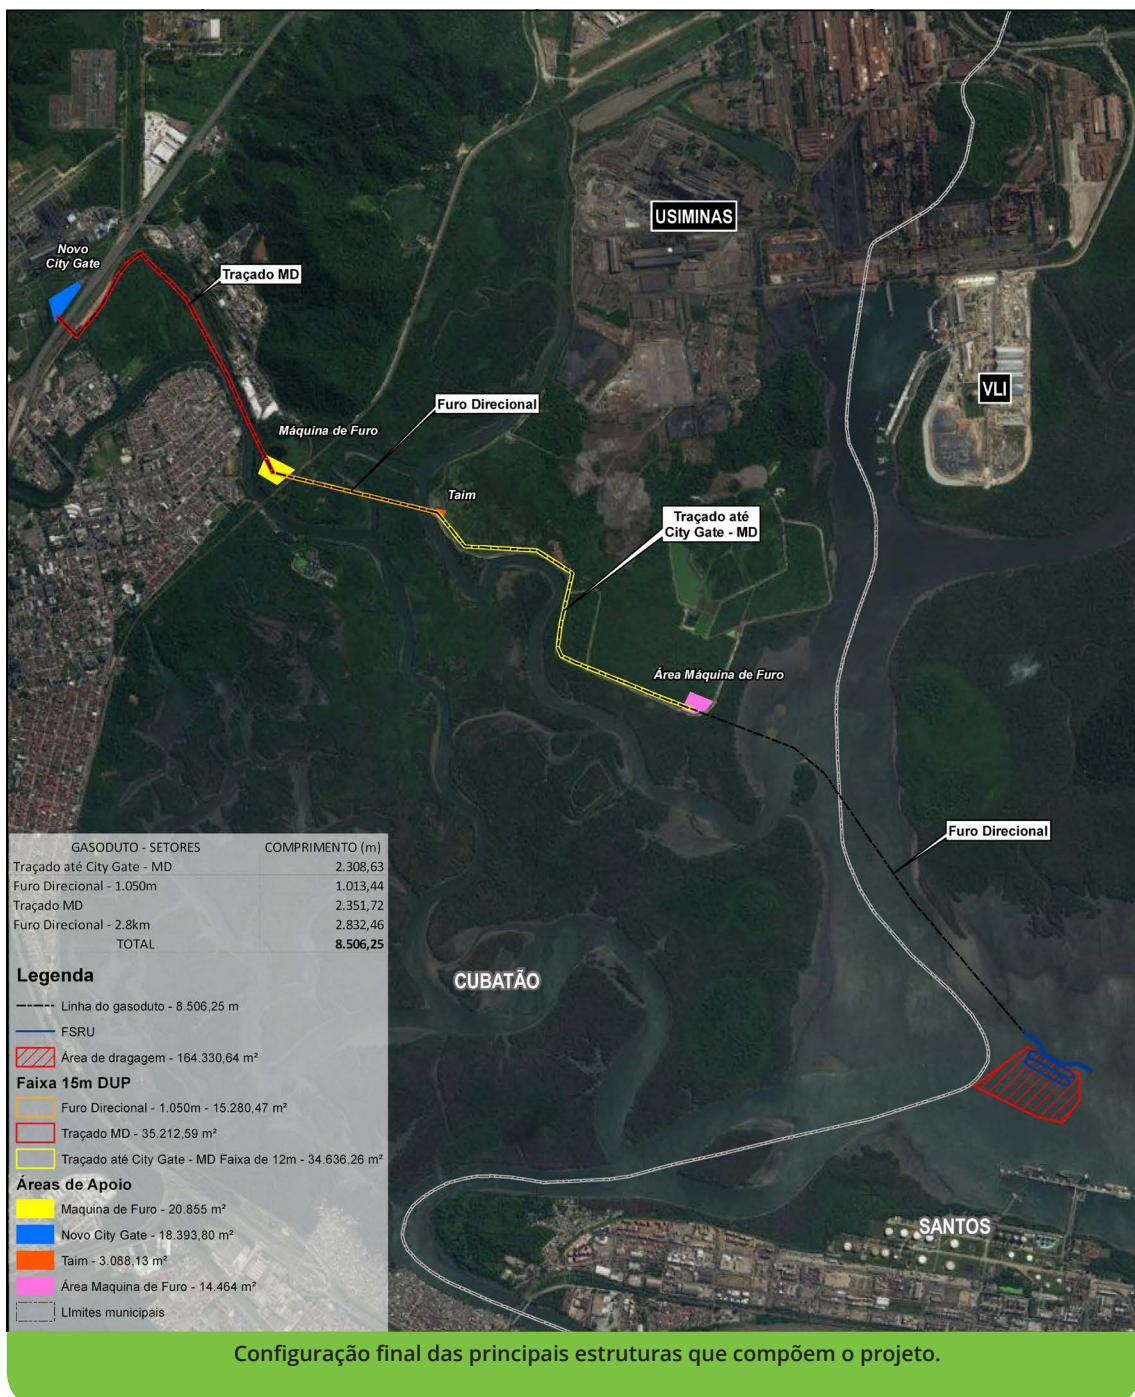 USIMINAS
Novo
City Gate
Traçado MD
VLI
Furo Direcional
Máquina de Furo
Taim
Traçado até
City Gate - MD
Área Máquina de Furo
Furo Direcional
GASODUTO - SETORES COMPRIMENTO (m)
Traçado até City Gate - MD 2.308,63
Furo Direcional - 1.050m 1.013,44
Traçado MD 2.351,72
Furo Direcional - 2.8km 2.832,46
TOTAL 8.506,25
Legenda
Linha do gasoduto - 8.506,25 m
FSRU
Área de dragagem - 164.330,64 m²
Faixa 15m DUP
Furo Direcional - 1.050m - 15.280,47 m²
Traçado MD - 35.212,59 m²
Traçado até City Gate - MD Faixa de 12m - 34.636,26 m²
Áreas de Apoio
Maquina de Furo - 20.855 m²
Novo City Gate - 18.393,80 m²
Taim - 3.088,13 m²
Área Maquina de Furo - 14.464 m²
LImites municipais
CUBATÃO
SANTOS
Configuração final das principais estruturas que compõem o projeto.